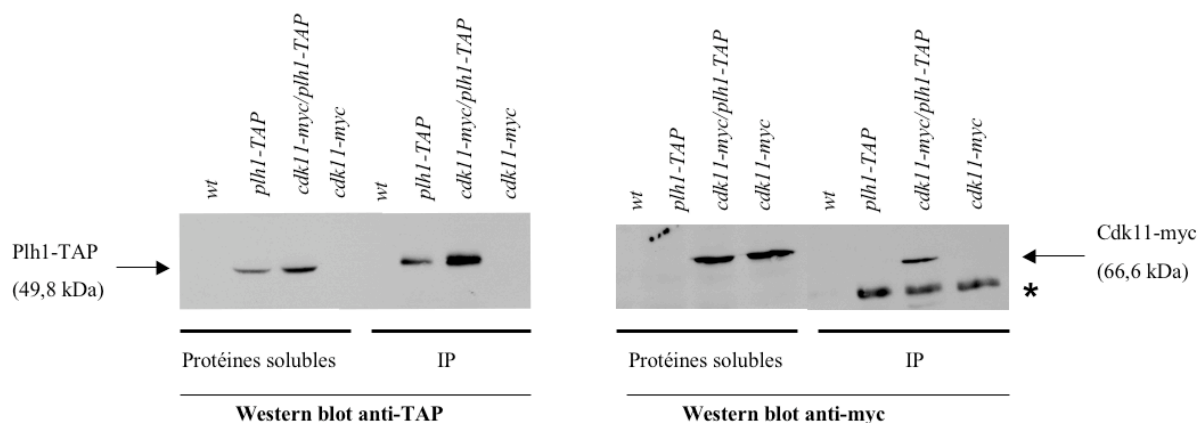 wt
plh1-TAP
cdk11-myc/plh1-TAP
cdk11-myc
wt
plh1-TAP
cdk11-myc/plh1-TAP
cdk11-myc
wt
plh1-TAP
cdk11-myc/plh1-TAP
cdk11-myc
wt
plh1-TAP
cdk11-myc/plh1-TAP
cdk11-myc
Plh1-TAP
(49,8 kDa)
Cdk11-myc
(66,6 kDa)
*
Protéines solubles
IP
Protéines solubles
IP
Western blot anti-TAP
Western blot anti-myc